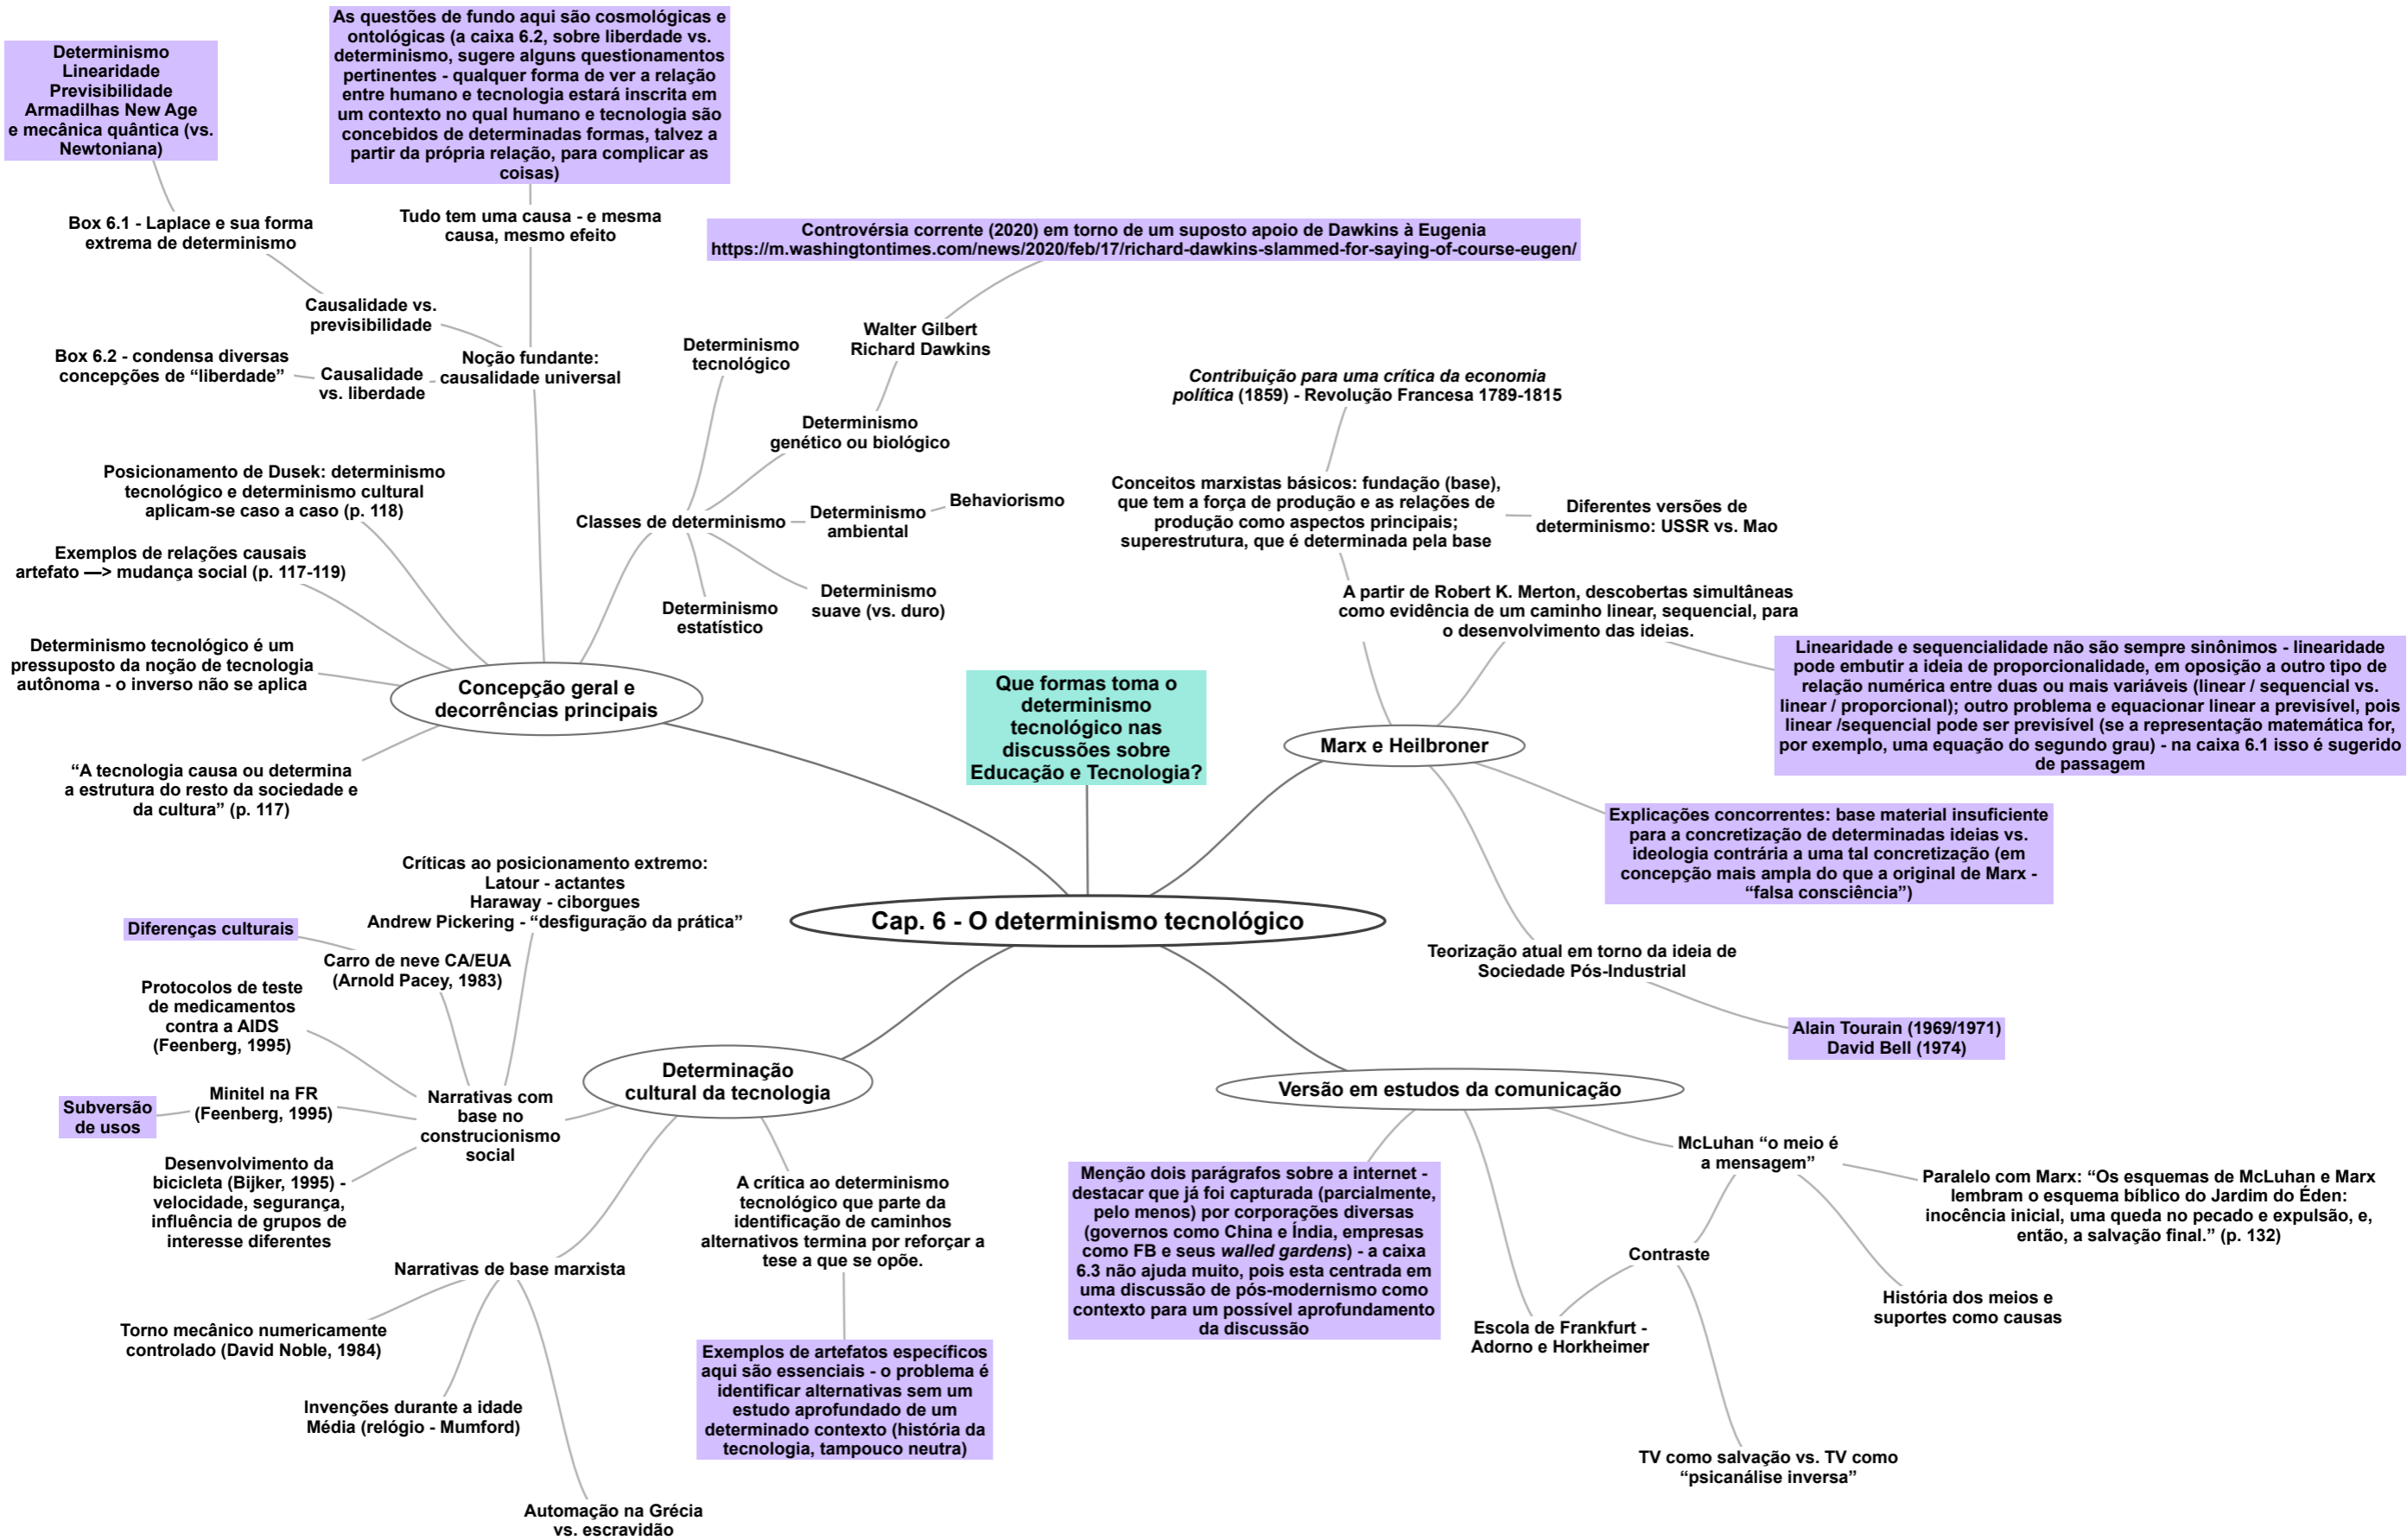 As questões de fundo aqui são cosmológicas e
ontológicas (a caixa 6.2, sobre liberdade vs.
determinismo, sugere alguns questionamentos
pertinentes - qualquer forma de ver a relação
entre humano e tecnologia estará inscrita em
um contexto no qual humano e tecnologia são
concebidos de determinadas formas, talvez a
partir da própria relação, para complicar as
coisas)
Determinismo
Linearidade
Previsibilidade
Armadilhas New Age
e mecânica quântica (vs.
Newtoniana)
Box 6.1 - Laplace e sua forma
extrema de determinismo
Tudo tem uma causa - e mesma
causa, mesmo efeito
Causalidade vs.
previsibilidade
Box 6.2 - condensa diversas
concepções de “liberdade”
Causalidade
vs. liberdade
Noção fundante:
causalidade universal
Controvérsia corrente (2020) em torno de um suposto apoio de Dawkins à Eugenia
https://m.washingtontimes.com/news/2020/feb/17/richard-dawkins-slammed-for-saying-of-course-eugen/
Walter Gilbert
Richard Dawkins
Determinismo
tecnológico
Determinismo
genético ou biológico
Classes de determinismo
Determinismo
ambiental
Behaviorismo
Determinismo
suave (vs. duro)
Determinismo
estatístico
Posicionamento de Dusek: determinismo
tecnológico e determinismo cultural
aplicam-se caso a caso (p. 118)
Exemplos de relações causais
artefato —> mudança social (p. 117-119)
Determinismo tecnológico é um
pressuposto da noção de tecnologia
autônoma - o inverso não se aplica
“A tecnologia causa ou determina
a estrutura do resto da sociedade e
da cultura” (p. 117)
Concepção geral e
decorrências principais
Que formas toma o
determinismo
tecnológico nas
discussões sobre
Educação e Tecnologia?
Contribuição para uma crítica da economia
política (1859) - Revolução Francesa 1789-1815
Conceitos marxistas básicos: fundação (base),
que tem a força de produção e as relações de
produção como aspectos principais;
superestrutura, que é determinada pela base
Diferentes versões de
determinismo: USSR vs. Mao
A partir de Robert K. Merton, descobertas simultâneas
como evidência de um caminho linear, sequencial, para
o desenvolvimento das ideias.
Linearidade e sequencialidade não são sempre sinônimos - linearidade
pode embutir a ideia de proporcionalidade, em oposição a outro tipo de
relação numérica entre duas ou mais variáveis (linear / sequencial vs.
linear / proporcional); outro problema e equacionar linear a previsível, pois
linear /sequencial pode ser previsível (se a representação matemática for,
por exemplo, uma equação do segundo grau) - na caixa 6.1 isso é sugerido
de passagem
Marx e Heilbroner
Explicações concorrentes: base material insuficiente
para a concretização de determinadas ideias vs.
ideologia contrária a uma tal concretização (em
concepção mais ampla do que a original de Marx -
“falsa consciência”)
Teorização atual em torno da ideia de
Sociedade Pós-Industrial
Alain Tourain (1969/1971)
David Bell (1974)
Cap. 6 - O determinismo tecnológico
Críticas ao posicionamento extremo:
Latour - actantes
Haraway - ciborgues
Andrew Pickering - “desfiguração da prática”
Diferenças culturais
Carro de neve CA/EUA
(Arnold Pacey, 1983)
Protocolos de teste
de medicamentos
contra a AIDS
(Feenberg, 1995)
Subversão
de usos
Minitel na FR
(Feenberg, 1995)
Desenvolvimento da
bicicleta (Bijker, 1995) -
velocidade, segurança,
influência de grupos de
interesse diferentes
Narrativas com
base no
construcionismo
social
Determinação
cultural da tecnologia
Narrativas de base marxista
Torno mecânico numericamente
controlado (David Noble, 1984)
Invenções durante a idade
Média (relógio - Mumford)
Automação na Grécia
vs. escravidão
A crítica ao determinismo
tecnológico que parte da
identificação de caminhos
alternativos termina por reforçar a
tese a que se opõe.
Exemplos de artefatos específicos
aqui são essenciais - o problema é
identificar alternativas sem um
estudo aprofundado de um
determinado contexto (história da
tecnologia, tampouco neutra)
Versão em estudos da comunicação
Menção dois parágrafos sobre a internet -
destacar que já foi capturada (parcialmente,
pelo menos) por corporações diversas
(governos como China e Índia, empresas
como FB e seus walled gardens) - a caixa
6.3 não ajuda muito, pois esta centrada em
uma discussão de pós-modernismo como
contexto para um possível aprofundamento
da discussão
McLuhan “o meio é
a mensagem”
Paralelo com Marx: “Os esquemas de McLuhan e Marx
lembram o esquema bíblico do Jardim do Éden:
inocência inicial, uma queda no pecado e expulsão, e,
então, a salvação final.” (p. 132)
Contraste
História dos meios e
suportes como causas
Escola de Frankfurt -
Adorno e Horkheimer
TV como salvação vs. TV como
“psicanálise inversa”